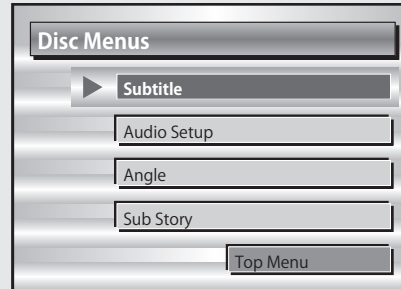 Disc Menus
Subtitle
Audio Setup
Angle
Sub Story
Top Menu